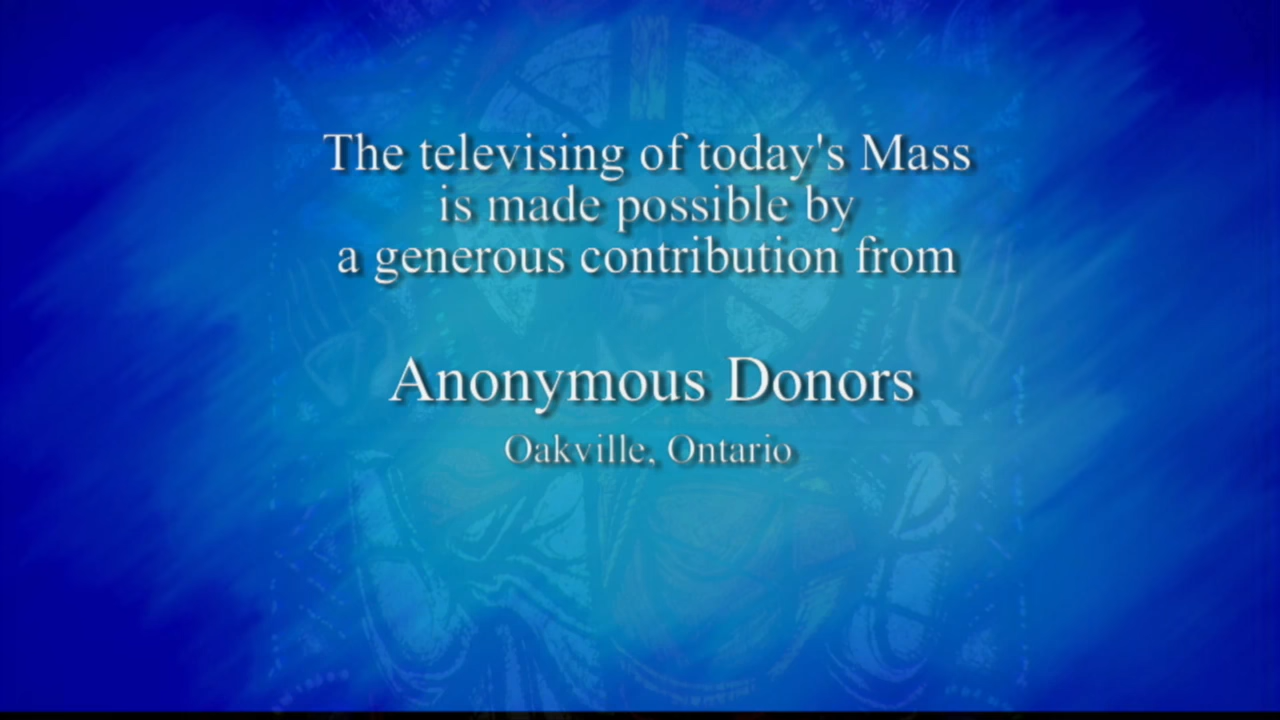 The televising of today's Mass
is made possible by
a generous contribution from
Anonymous Donors
Oakville, Ontario